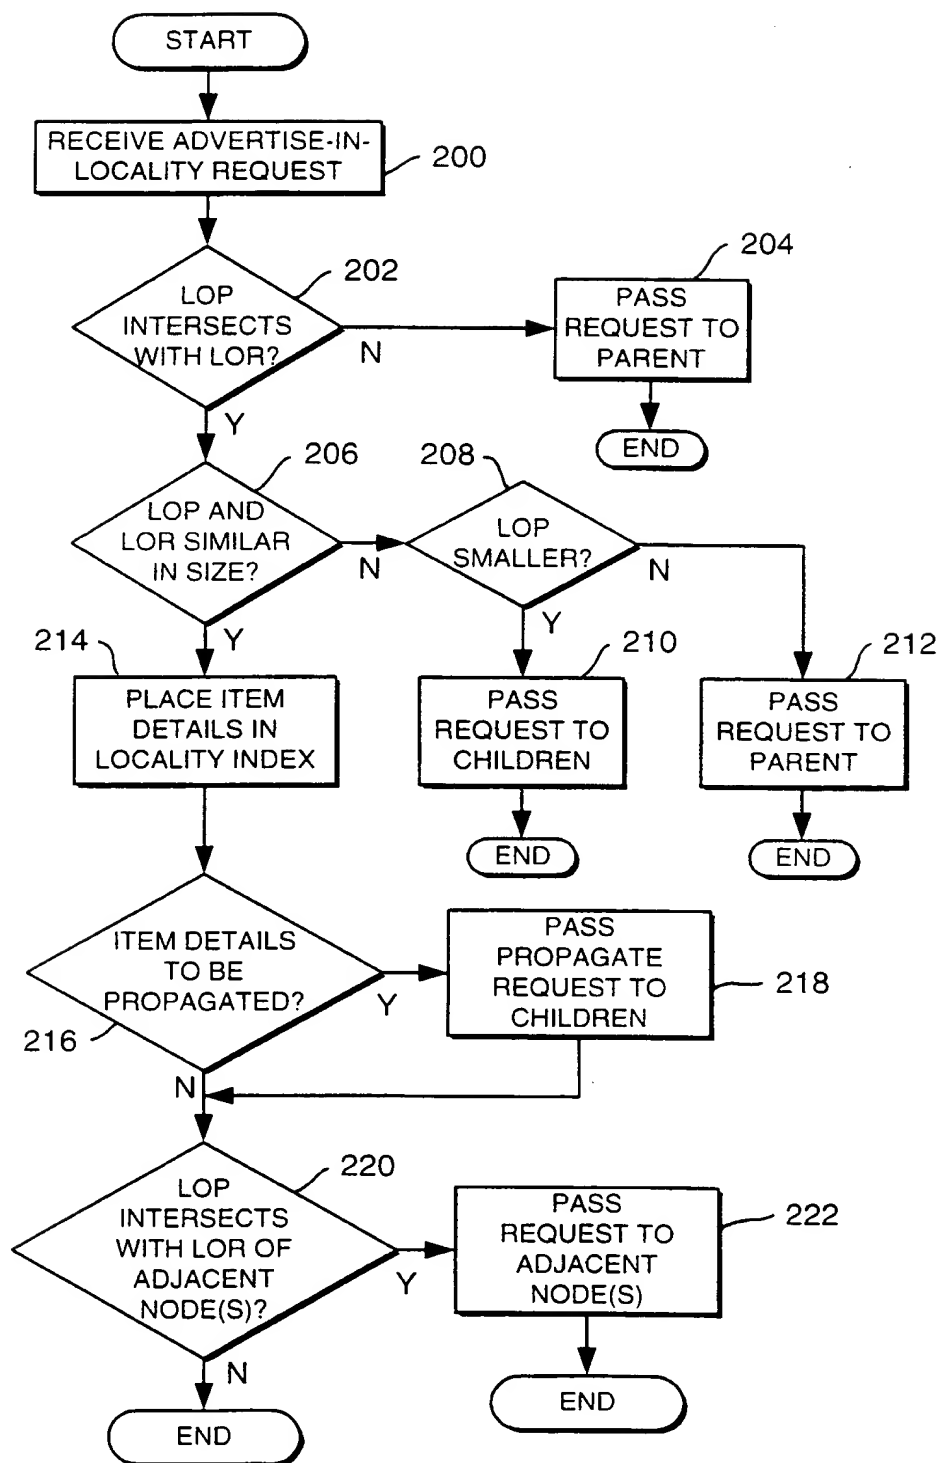 START
RECEIVE ADVERTISE-IN-
LOCALITY REQUEST
200
LOP
INTERSECTS
WITH LOR?
202
N
Y
PASS
REQUEST TO
PARENT
204
END
LOP AND
LOR SIMILAR
IN SIZE?
206
N
Y
LOP
SMALLER?
208
N
Y
214
PLACE ITEM
DETAILS IN
LOCALITY INDEX
210
PASS
REQUEST TO
CHILDREN
END
212
PASS
REQUEST TO
PARENT
END
ITEM DETAILS
TO BE
PROPAGATED?
216
Y
N
PASS
PROPAGATE
REQUEST TO
CHILDREN
218
LOP
INTERSECTS
WITH LOR OF
ADJACENT
NODE(S)?
220
Y
N
PASS
REQUEST TO
ADJACENT
NODE(S)
222
END
END